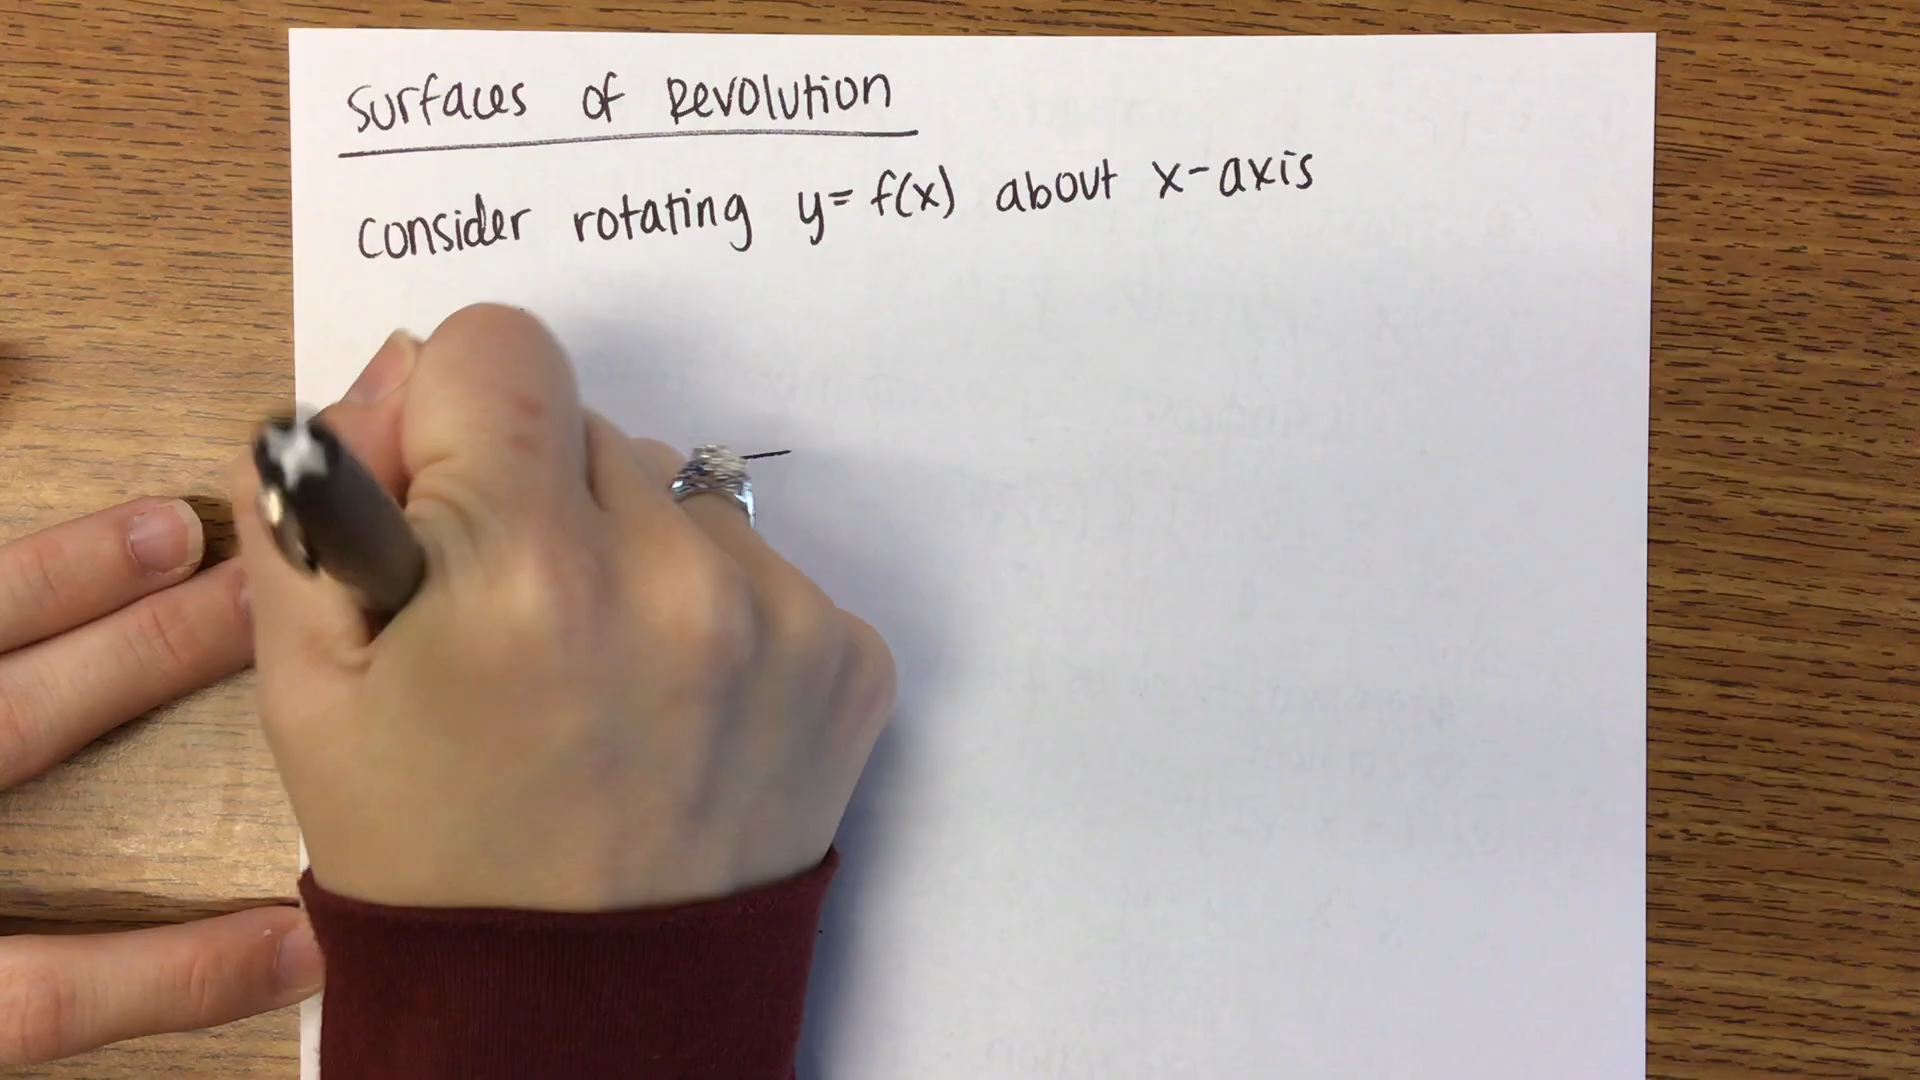 Surfaces of Revolution
Consider rotating y = f(x) about x-axis